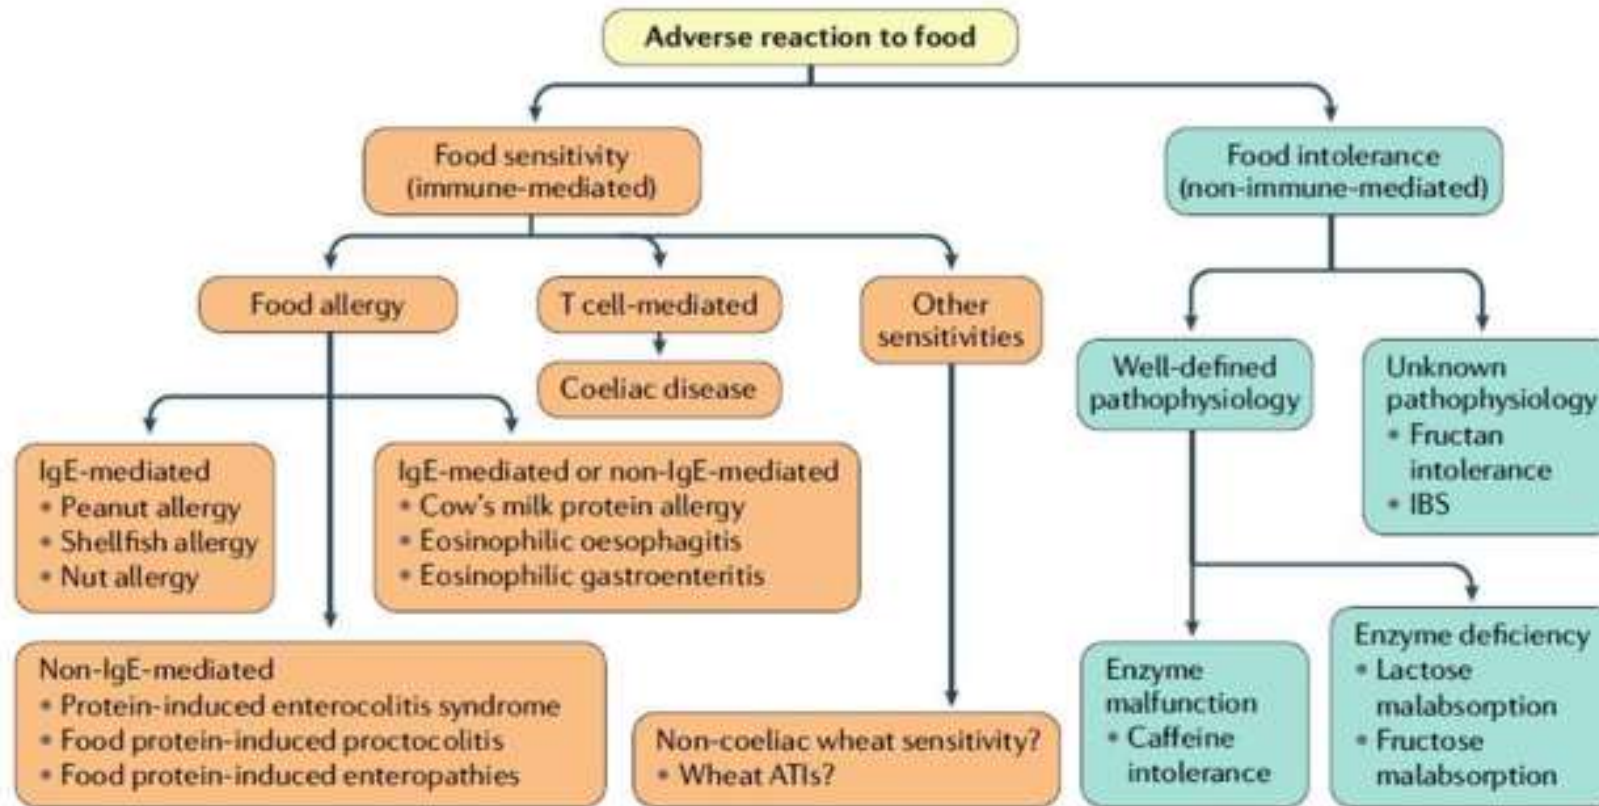 Adverse reaction to food
Food sensitivity
(immune-mediated)
Food intolerance
(non-immune-mediated)
Food allergy
T cell-mediated
Other
sensitivities
Coeliac disease
Well-defined
pathophysiology
Unknown
pathophysiology
• Fructan
intolerance
• IBS
IgE-mediated
• Peanut allergy
• Shellfish allergy
• Nut allergy
IgE-mediated or non-IgE-mediated
• Cow's milk protein allergy
• Eosinophilic oesophagitis
• Eosinophilic gastroenteritis
Non-IgE-mediated
• Protein-induced enterocolitis syndrome
• Food protein-induced proctocolitis
• Food protein-induced enteropathies
Non-coeliac wheat sensitivity?
• Wheat ATIs?
Enzyme
malfunction
• Caffeine
intolerance
Enzyme deficiency
• Lactose
malabsorption
• Fructose
malabsorption